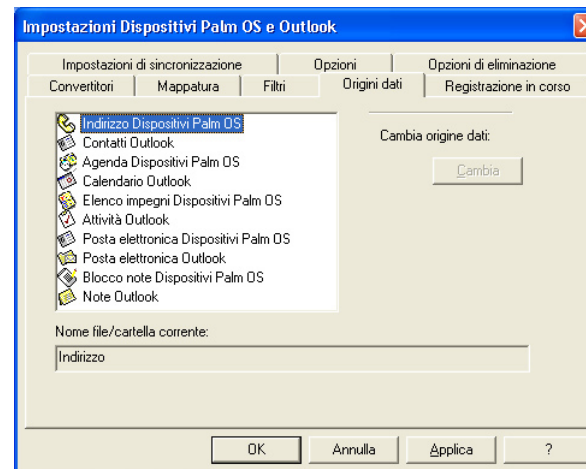 Impostazioni Dispositivi Palm OS e Outlook
Impostazioni di sincronizzazione Opzioni Opzioni di eliminazione
Convertitori Mappatura Filtri Origini dati Registrazione in corso
Indirizzo Dispositivi Palm OS
Contatti Outlook
Agenda Dispositivi Palm OS
Calendario Outlook
Elenco impegni Dispositivi Palm OS
Attività Outlook
Posta elettronica Dispositivi Palm OS
Posta elettronica Outlook
Blocco note Dispositivi Palm OS
Note Outlook
Cambia origine dati:
Cambia
Nome file/cartella corrente:
Indirizzo
OK Annulla Applica ?